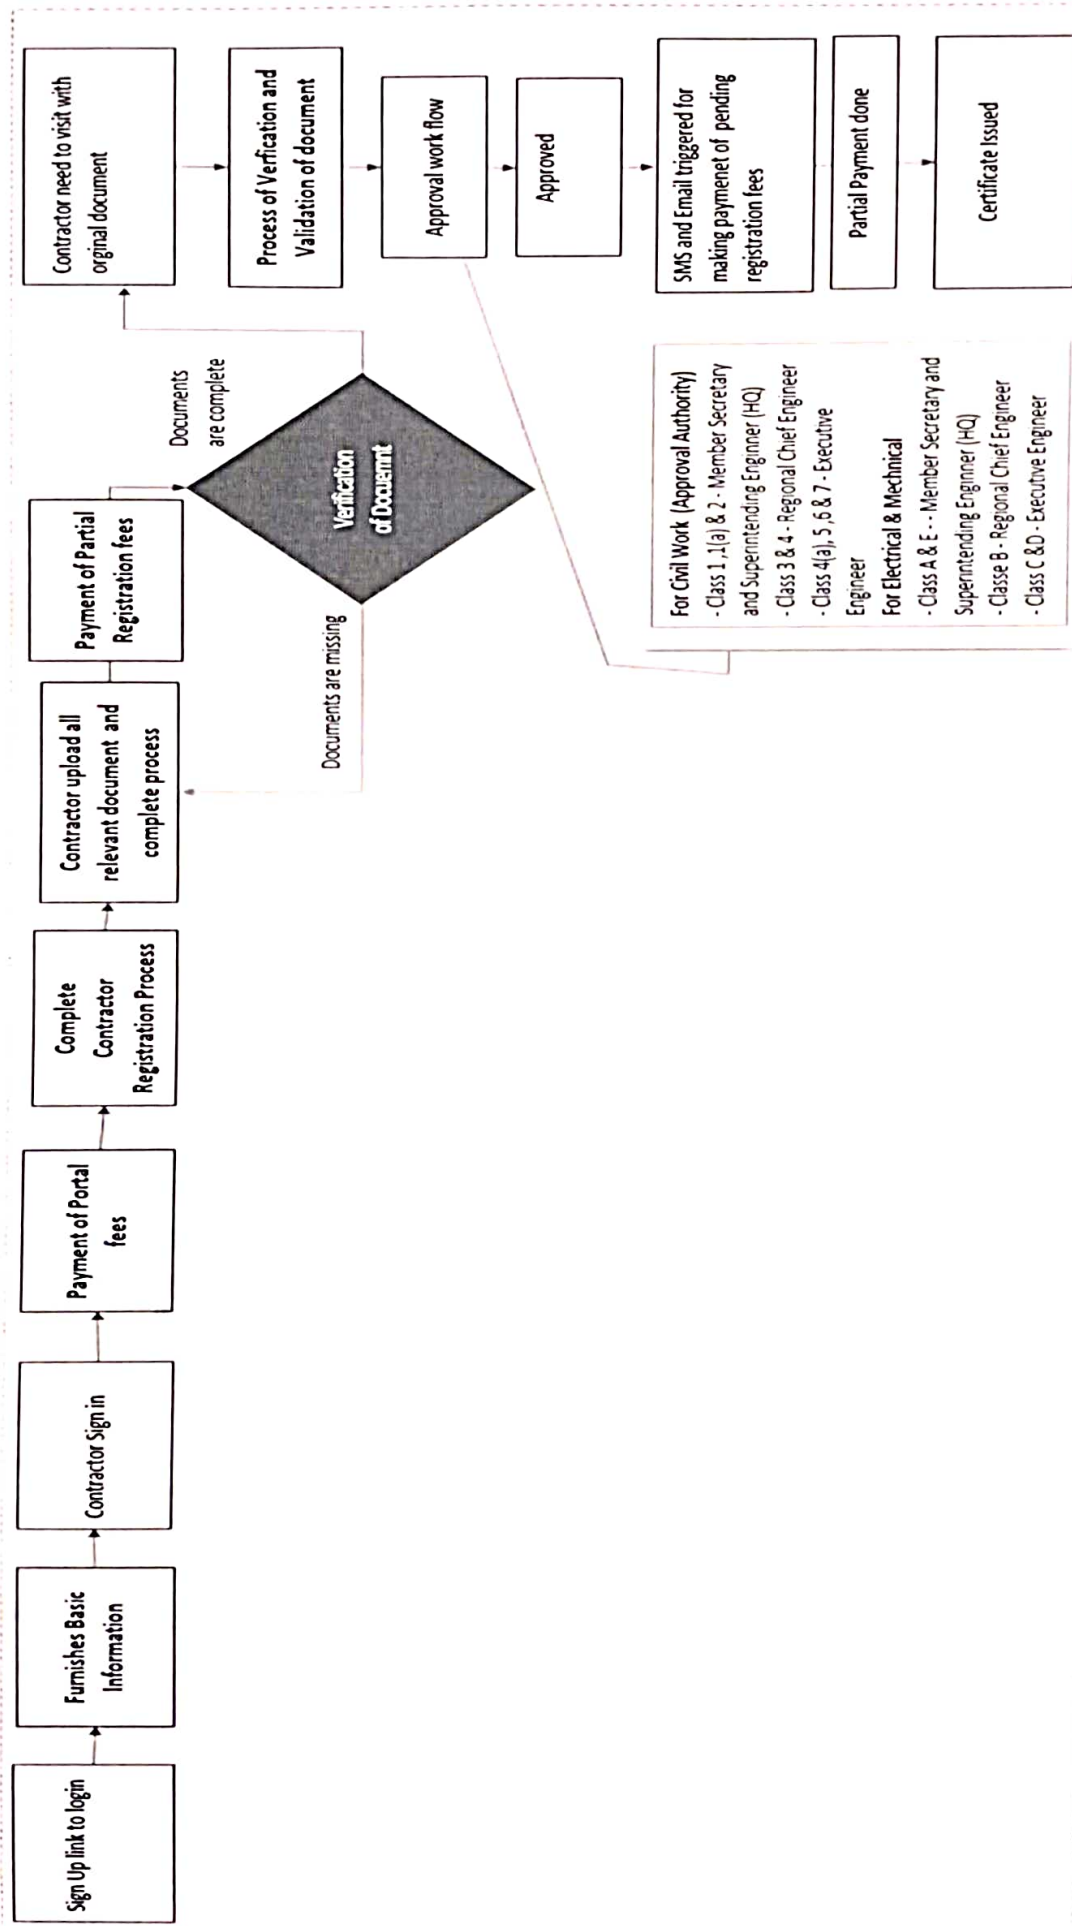 Sign Up link to login
Furnishes Basic
Information
Contractor Sign in
Payment of Portal
fees
Complete
Contractor
Registration Process
Contractor upload all
relevant document and
complete process
Payment of Partial
Registration fees
Verification
of Docuemnt
Documents are missing
Documents
are complete
Contractor need to visit with
orginal document
Process of Verfication and
Validation of document
Approval work flow
Approved
SMS and Email triggered for
making paymenet of pending
registration fees
Partial Payment done
Certificate Issued
For Civil Work (Approval Authority)
- Class 1 ,1(a) & 2 - Member Secretary
and Superintending Enginner (HQ)
- Class 3 & 4 - Regional Chief Engineer
- Class 4(a), 5 ,6 & 7 - Executive
Engineer
For Electrical & Mechnical
- Class A & E - - Member Secretary and
Superintending Enginner (HQ)
- Classe B - Regional Chief Engineer
- Class C &D - Executive Engineer